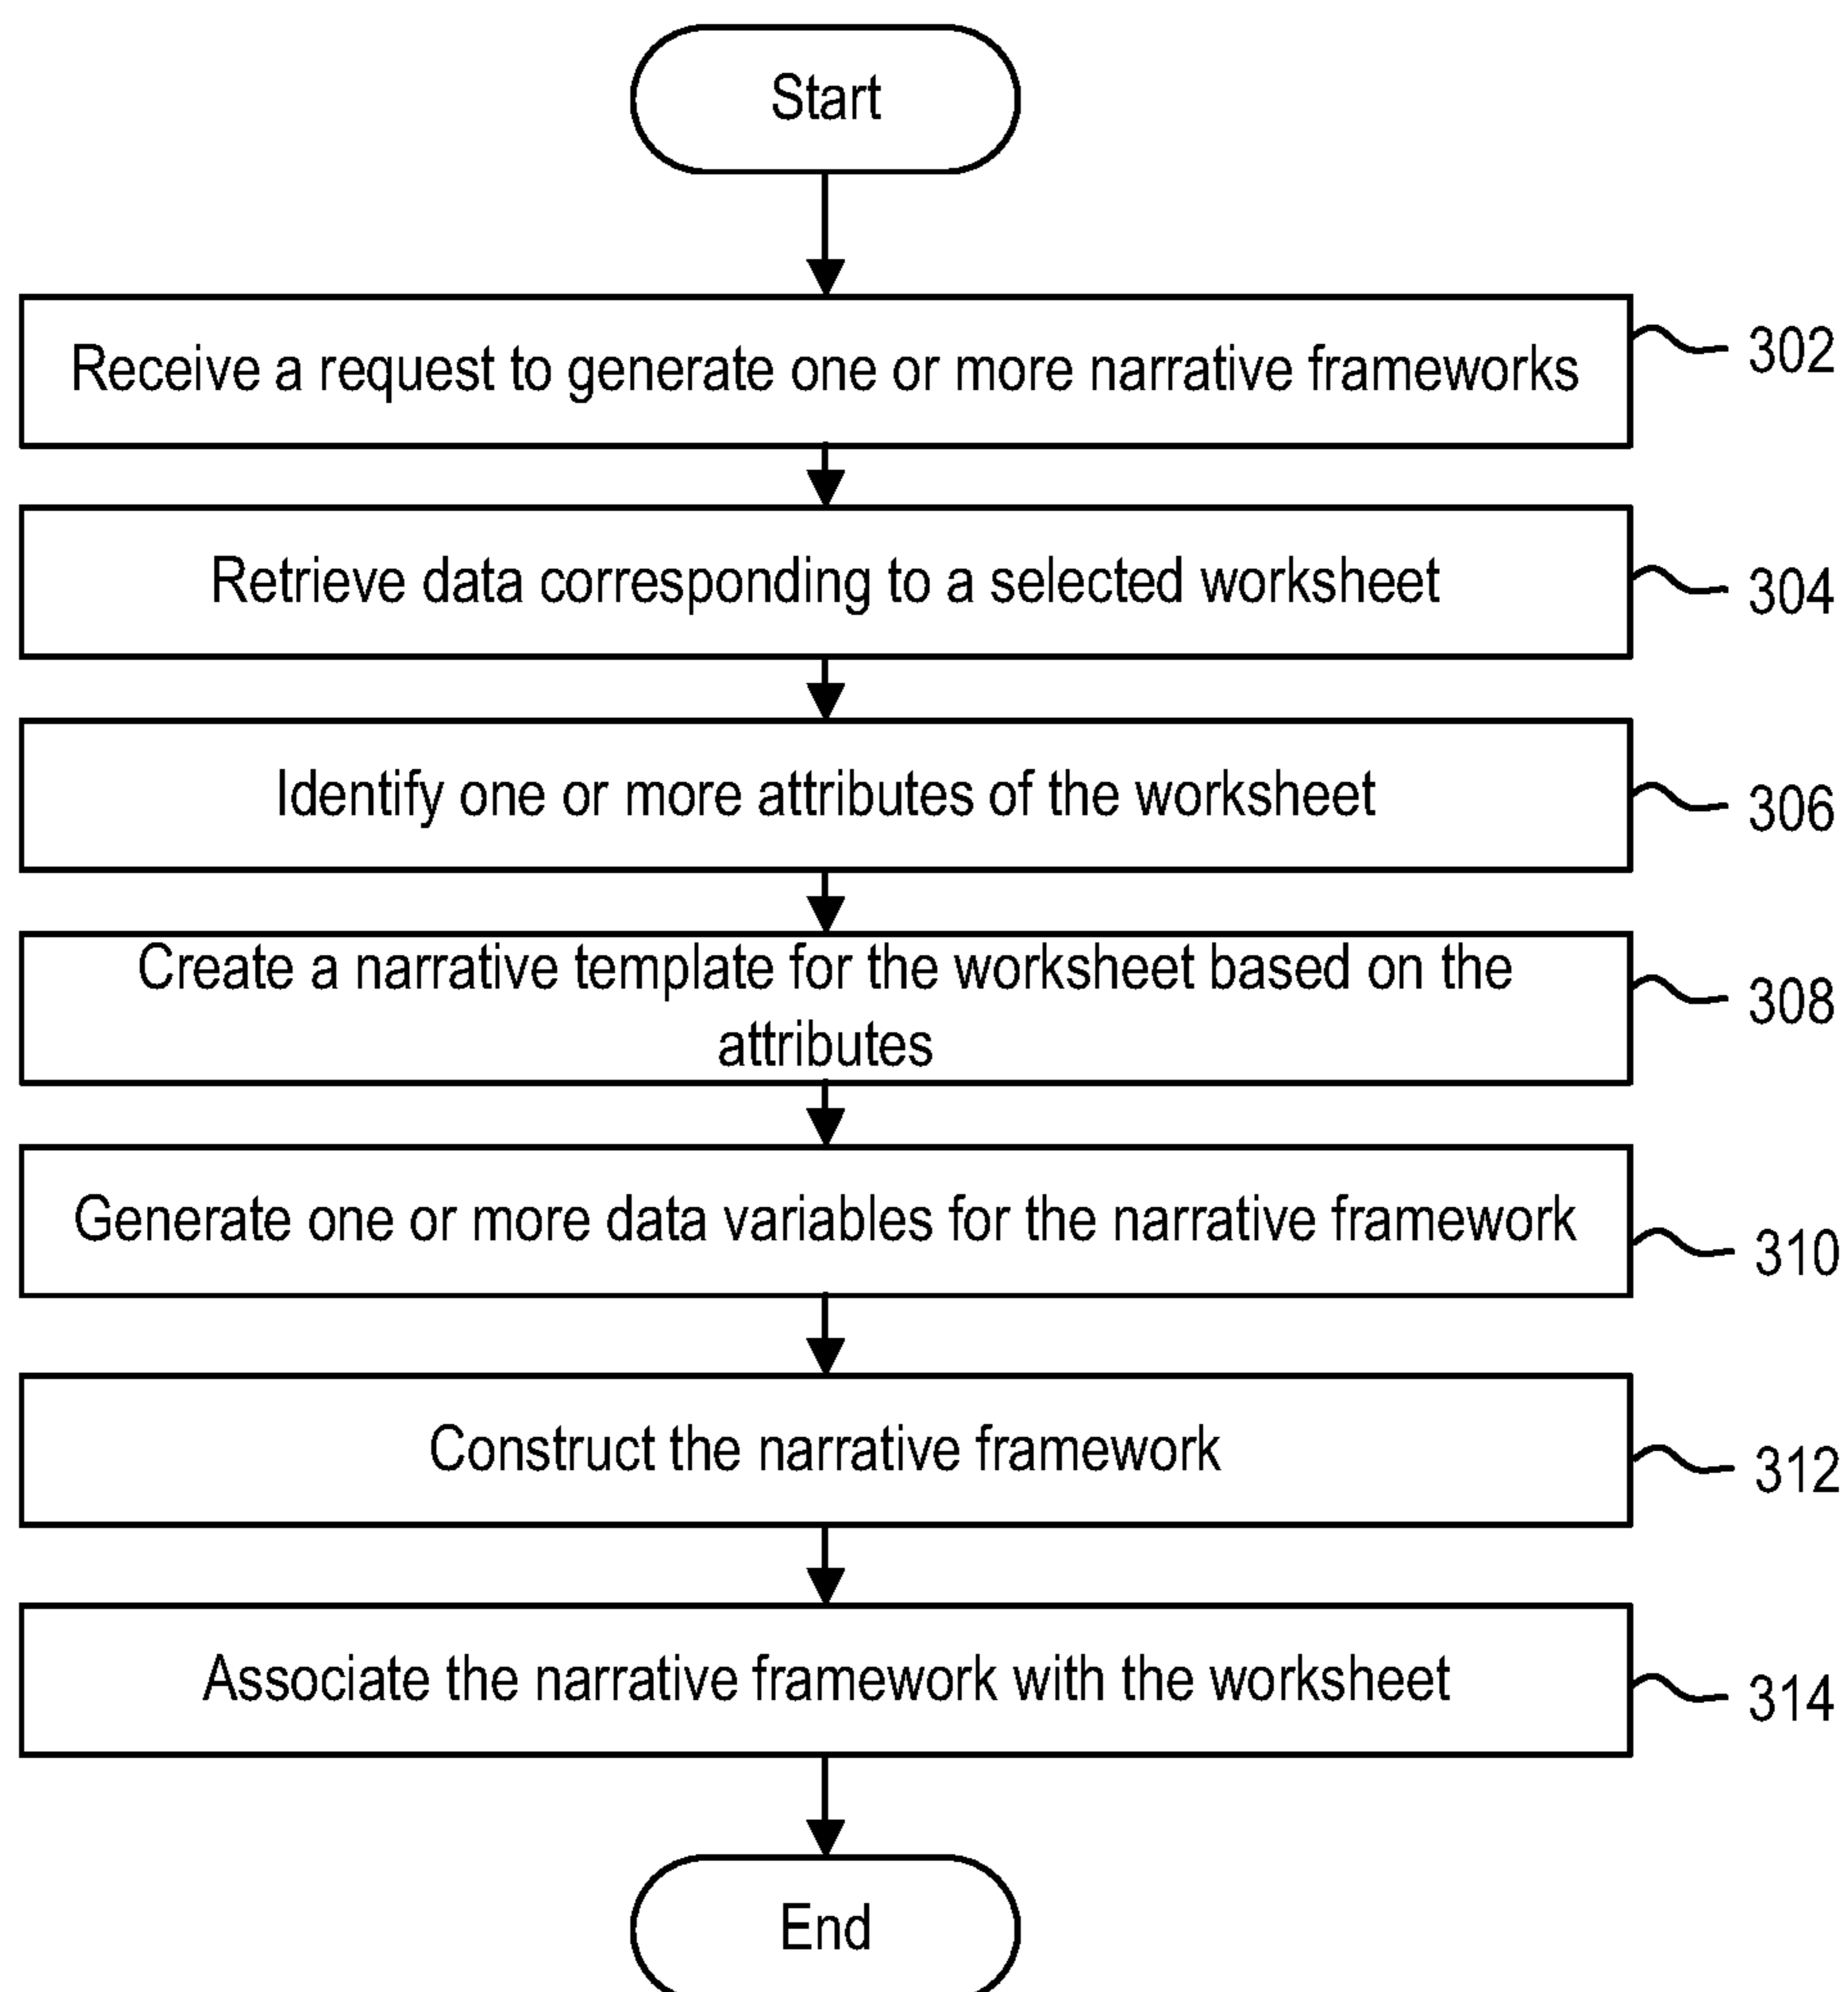 Start
Receive a request to generate one or more narrative frameworks
302
Retrieve data corresponding to a selected worksheet
304
Identify one or more attributes of the worksheet
306
Create a narrative template for the worksheet based on the
attributes
308
Generate one or more data variables for the narrative framework
310
Construct the narrative framework
312
Associate the narrative framework with the worksheet
314
End